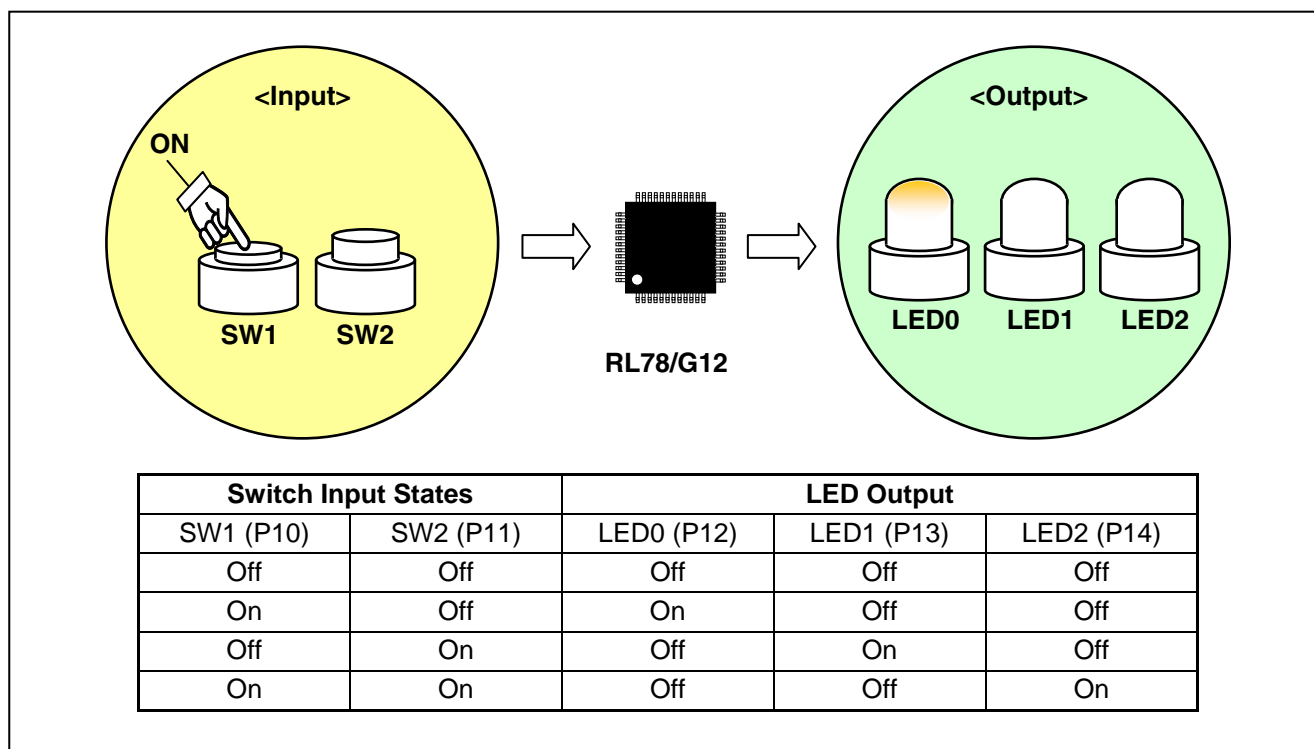 <Input>
<Output>
ON
SW1
SW2
LED0
LED1
LED2
RL78/G12
Switch Input States LED Output
SW1 (P10) SW2 (P11) LED0 (P12) LED1 (P13) LED2 (P14)
Off Off Off Off Off
On Off On Off Off
Off On Off On Off
On On Off Off On